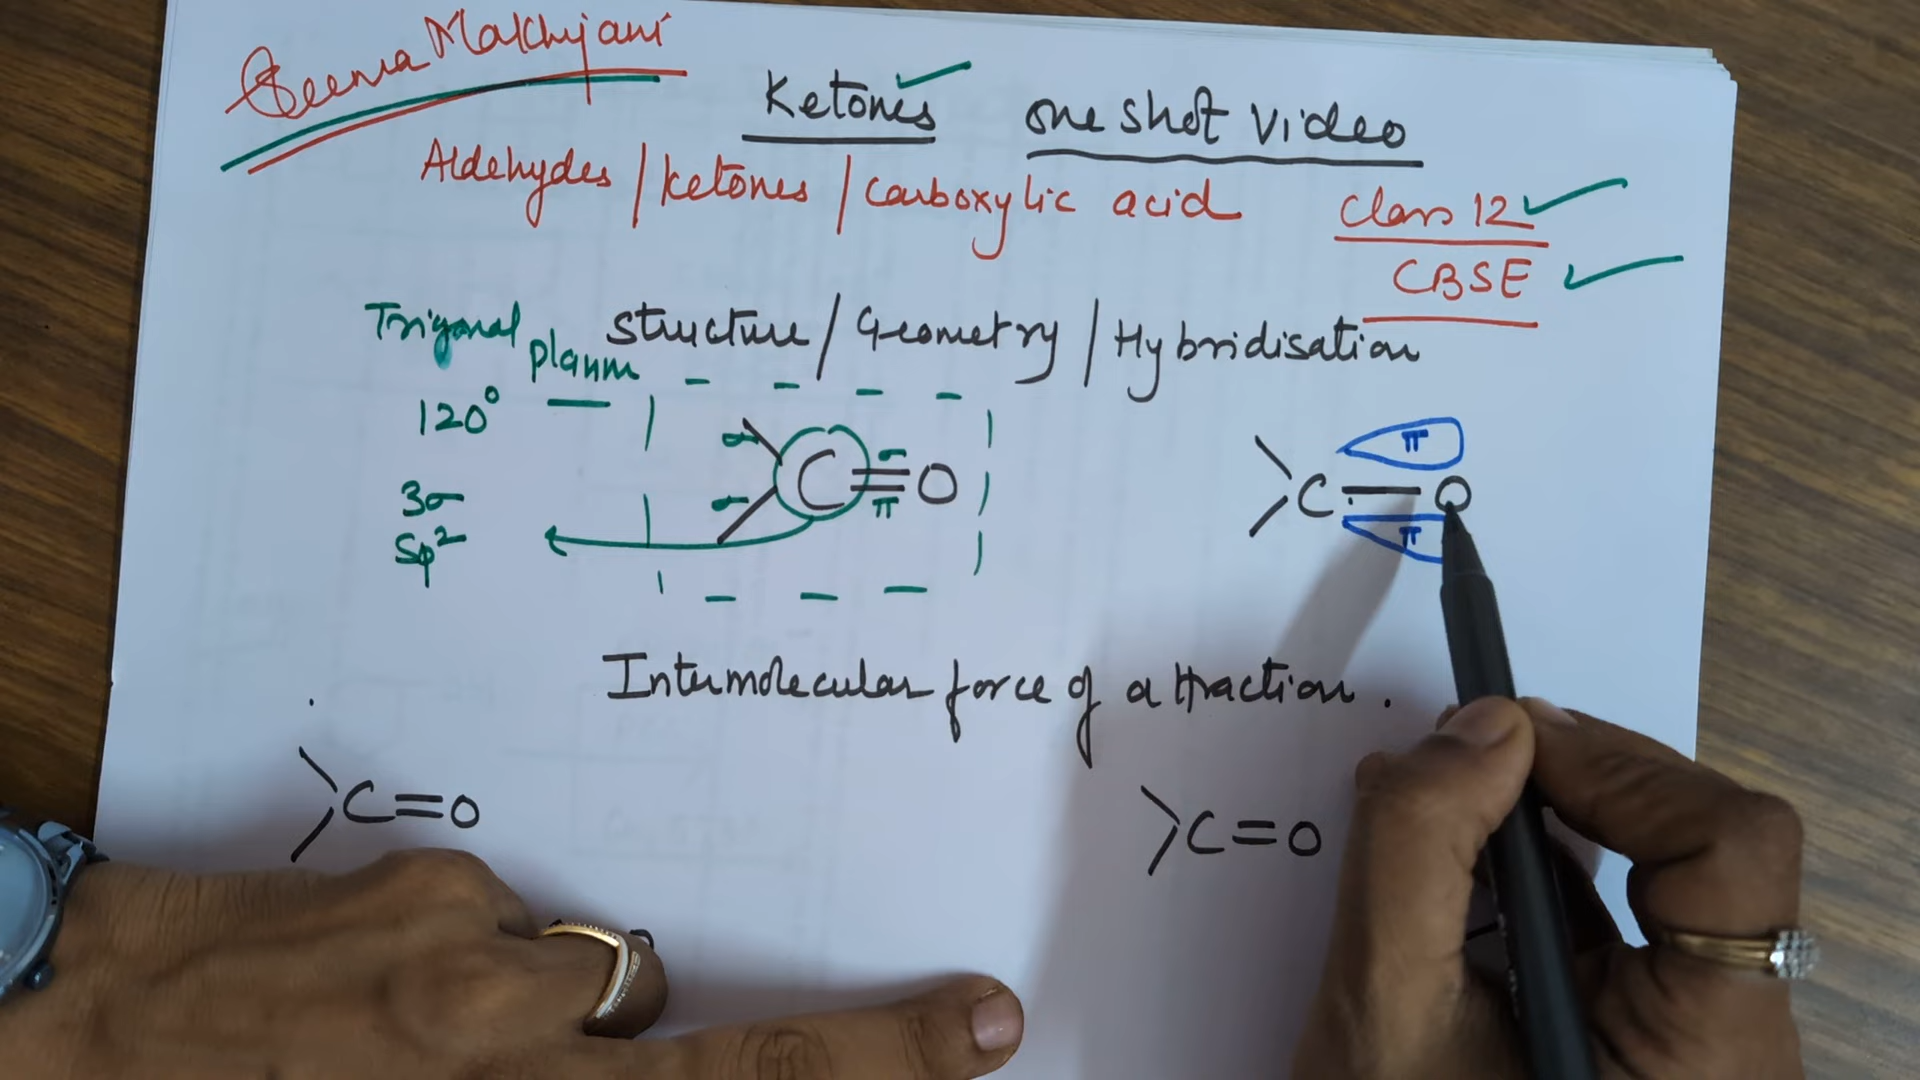 Seema Makhijani
Ketones one shot video
Aldehydes / ketones / carboxylic acid
Class 12
CBSE
Structure / Geometry / Hybridisation
Trigonal planar
120°
3σ
sp²
σ
σ
C=O
σ
π
π
C=O
π
Intermolecular force of attraction.
C=O
C=O